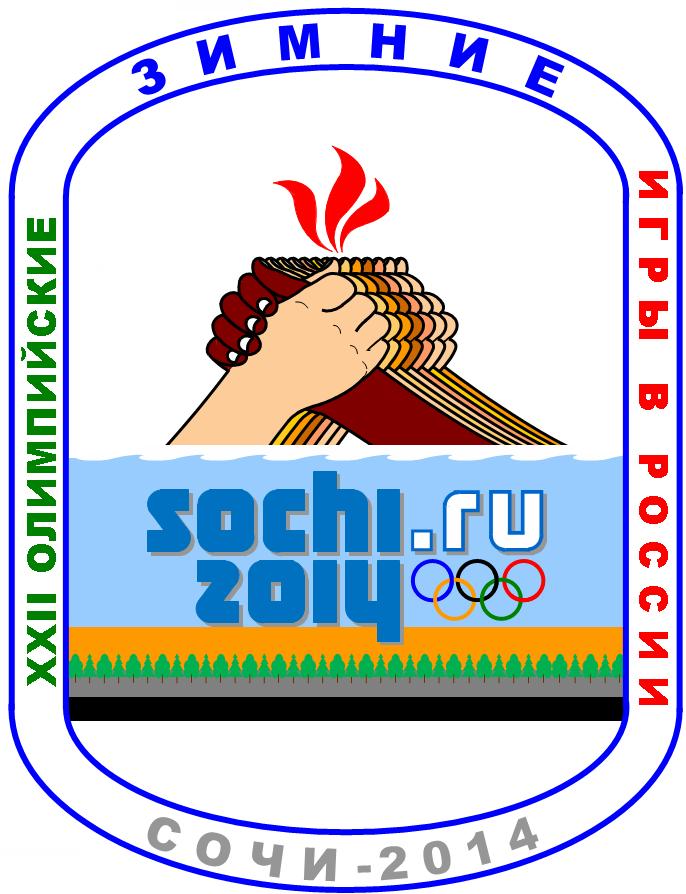 XXII ОЛИМПИЙСКИЕ
ЗИМНИЕ
ИГРЫ В РОССИИ
sochi.ru
2014
СОЧИ-2014